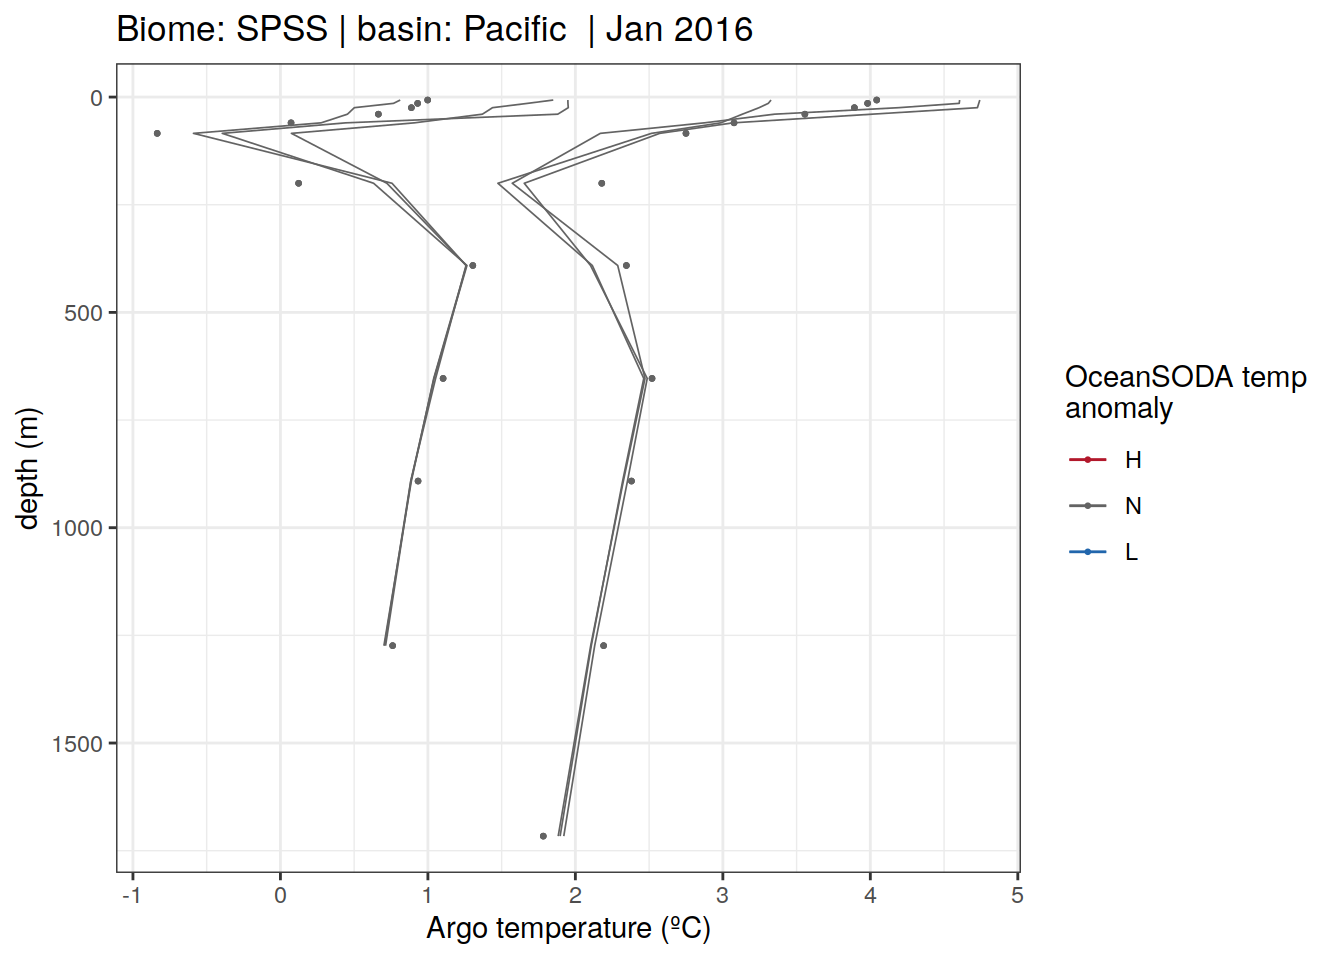 Biome: SPSS | basin: Pacific  | Jan 2016
0
500
1000
1500
depth (m)
-1
0
1
2
3
4
5
Argo temperature (ºC)
OceanSODA temp
anomaly
H
N
L